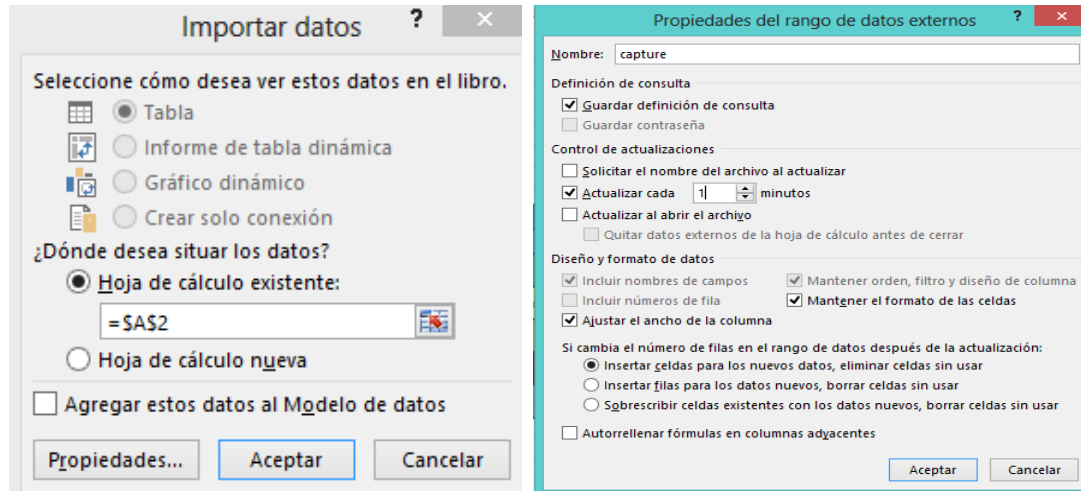 Importar datos
?
Seleccione cómo desea ver estos datos en el libro.
Tabla
Informe de tabla dinámica
Gráfico dinámico
Crear solo conexión
¿Dónde desea situar los datos?
Hoja de cálculo existente:
=$A$2
Hoja de cálculo nueva
Agregar estos datos al Modelo de datos
Propiedades... Aceptar Cancelar
Propiedades del rango de datos externos
?
Nombre: capture
Definición de consulta
Guardar definición de consulta
Guardar contraseña
Control de actualizaciones
Solicitar el nombre del archivo al actualizar
Actualizar cada 1 minutos
Actualizar al abrir el archivo
Quitar datos externos de la hoja de cálculo antes de cerrar
Diseño y formato de datos
Incluir nombres de campos Mantener orden, filtro y diseño de columna
Incluir números de fila Mantener el formato de las celdas
Ajustar el ancho de la columna
Si cambia el número de filas en el rango de datos después de la actualización:
Insertar celdas para los nuevos datos, eliminar celdas sin usar
Insertar filas para los datos nuevos, borrar celdas sin usar
Sobrescribir celdas existentes con los datos nuevos, borrar celdas sin usar
Autorrellenar fórmulas en columnas adyacentes
Aceptar Cancelar